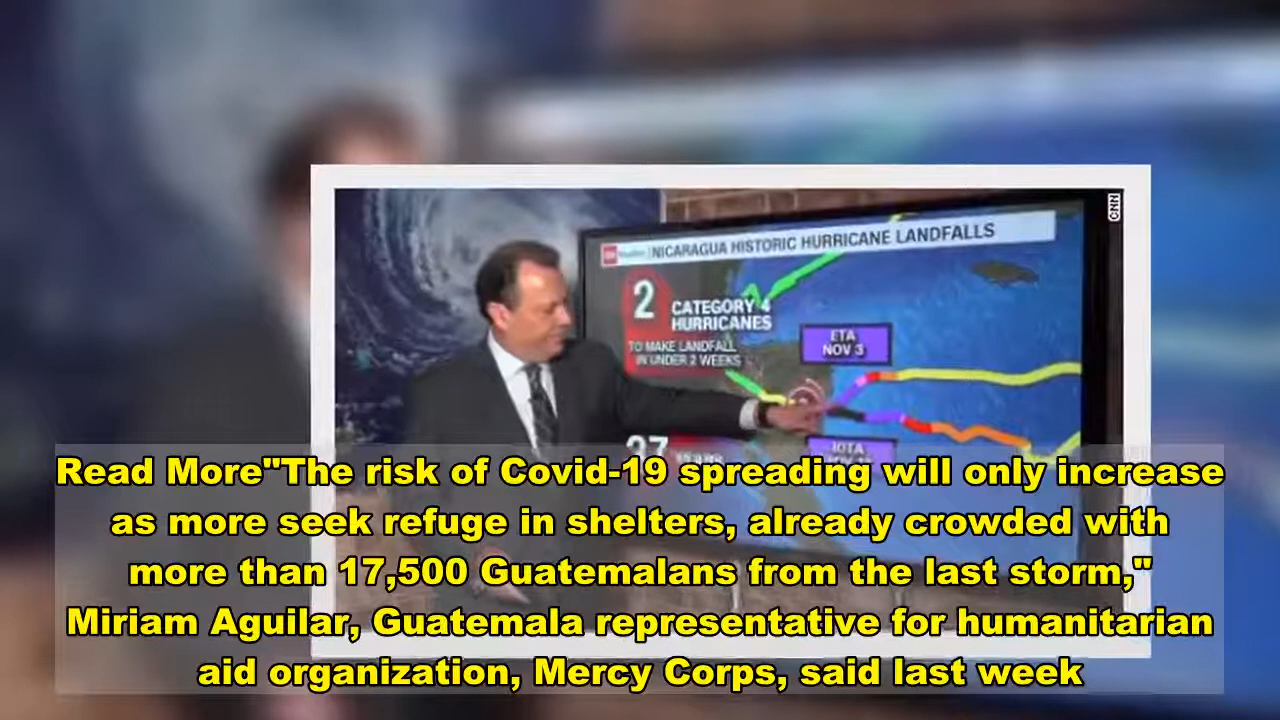 CNN
NICARAGUA HISTORIC HURRICANE LANDFALLS
2
CATEGORY 4
HURRICANES
TO MAKE LANDFALL
IN UNDER 2 WEEKS
ETA
NOV 3
IOTA
Read More"The risk of Covid-19 spreading will only increase
as more seek refuge in shelters, already crowded with
more than 17,500 Guatemalans from the last storm,"
Miriam Aguilar, Guatemala representative for humanitarian
aid organization, Mercy Corps, said last week